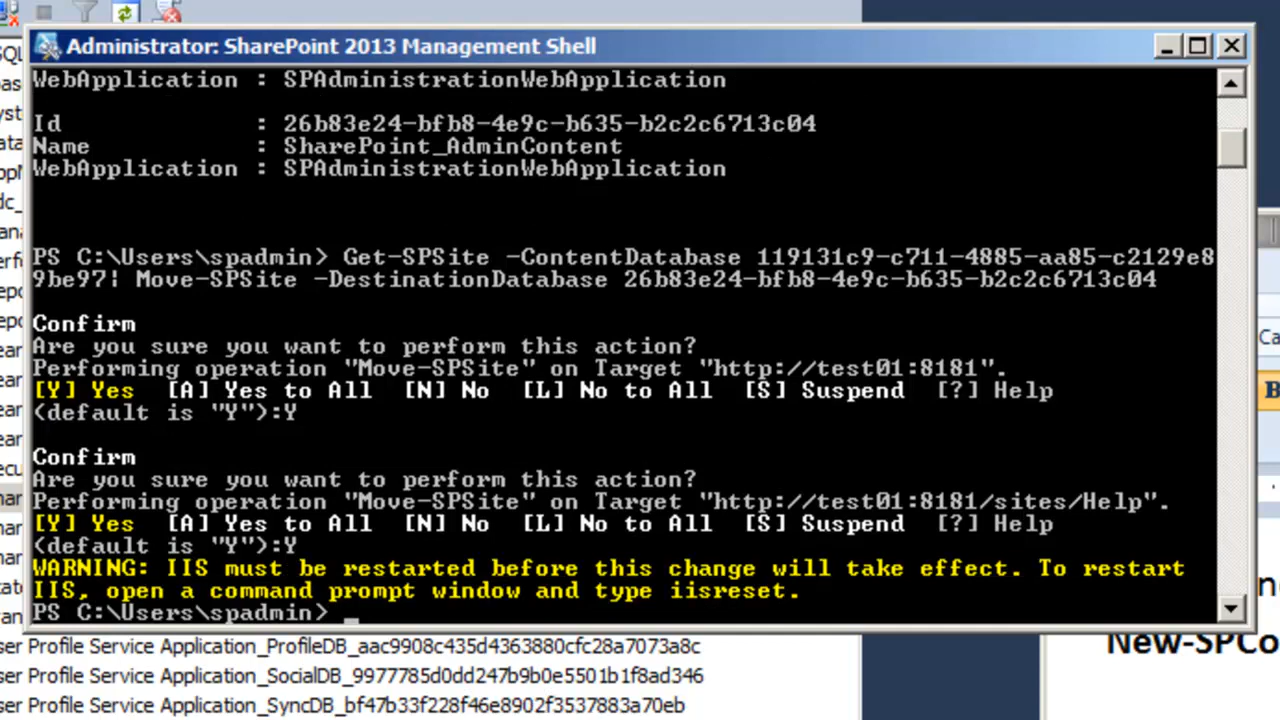 Administrator: SharePoint 2013 Management Shell
WebApplication : SPAdministrationWebApplication
Id : 26b83e24-bfb8-4e9c-b635-b2c2c6713c04
Name : SharePoint_AdminContent
WebApplication : SPAdministrationWebApplication
PS C:\Users\spadmin> Get-SPSite -ContentDatabase 119131c9-c711-4885-aa85-c2129e8
9be97| Move-SPSite -DestinationDatabase 26b83e24-bfb8-4e9c-b635-b2c2c6713c04
Confirm
Are you sure you want to perform this action?
Performing operation "Move-SPSite" on Target "http://test01:8181".
[Y] Yes [A] Yes to All [N] No [L] No to All [S] Suspend [?] Help
(default is "Y"):Y
Confirm
Are you sure you want to perform this action?
Performing operation "Move-SPSite" on Target "http://test01:8181/sites/Help".
[Y] Yes [A] Yes to All [N] No [L] No to All [S] Suspend [?] Help
(default is "Y"):Y
WARNING: IIS must be restarted before this change will take effect. To restart
IIS, open a command prompt window and type iisreset.
PS C:\Users\spadmin>
ser Profile Service Application_ProfileDB_aac9908c435d4363880cfc28a7073a8c
ser Profile Service Application_SocialDB_9977785d0dd247b9b0e5501b1f8ad346
ser Profile Service Application_SyncDB_bf47b33f228f46e8902f3537883a70eb
New-SPCo